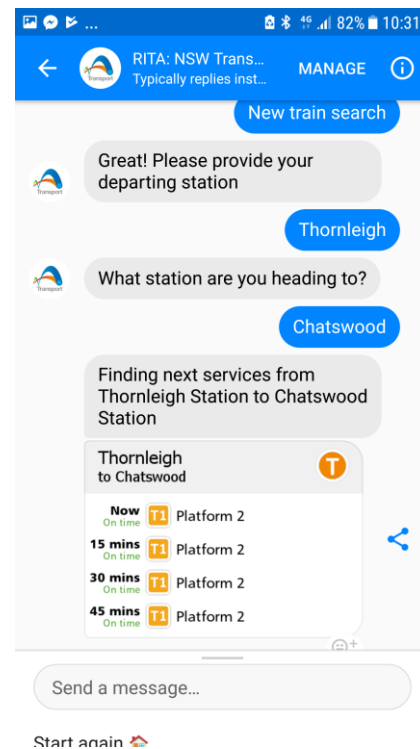 ... 4G 82% 10:31
RITA: NSW Trans...
Typically replies inst...
MANAGE
New train search
Great! Please provide your
departing station
Transport
Thornleigh
What station are you heading to?
Transport
Chatswood
Finding next services from
Thornleigh Station to Chatswood
Station
Thornleigh
to Chatswood
T
Now T1 Platform 2
On time
15 mins T1 Platform 2
On time
30 mins T1 Platform 2
On time
45 mins T1 Platform 2
On time
Send a message...
Start again